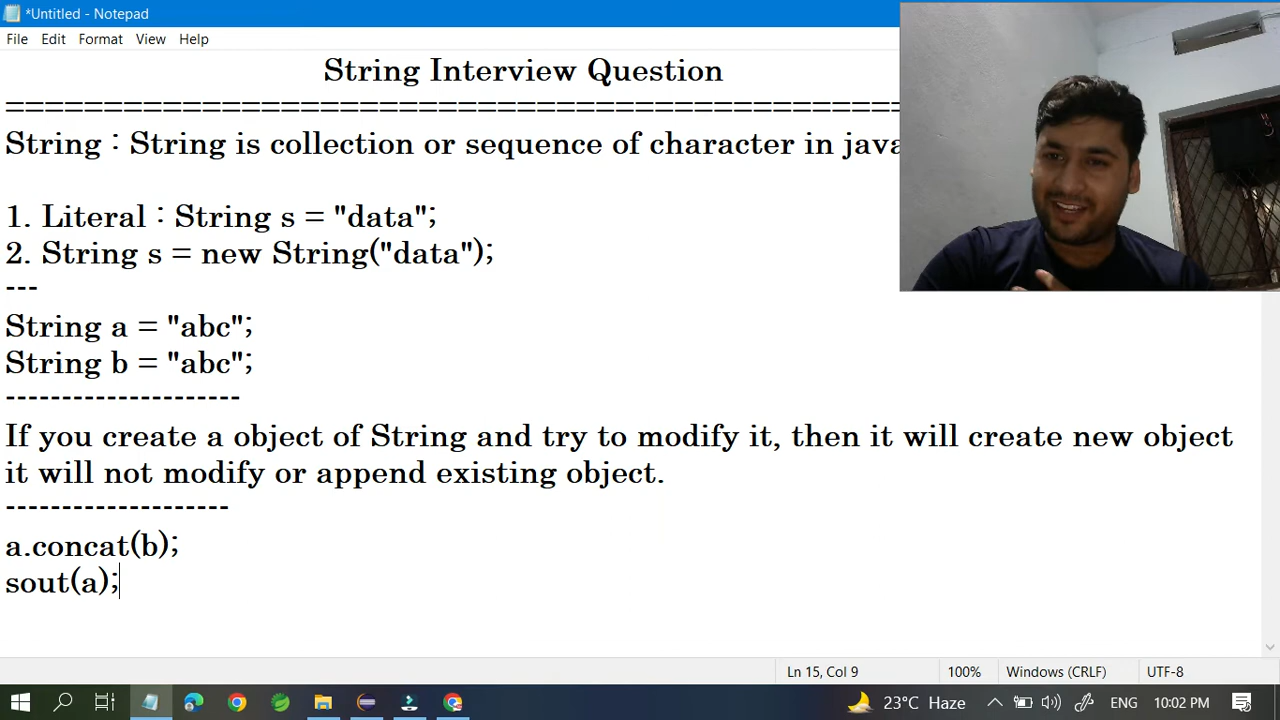 *Untitled - Notepad
File Edit Format View Help
String Interview Question
==============================================
String : String is collection or sequence of character in java
1. Literal : String s = "data";
2. String s = new String("data");
---
String a = "abc";
String b = "abc";
---------------------
If you create a object of String and try to modify it, then it will create new object
it will not modify or append existing object.
--------------------
a.concat(b);
sout(a);
Ln 15, Col 9 100% Windows (CRLF) UTF-8
23°C Haze ENG 10:02 PM